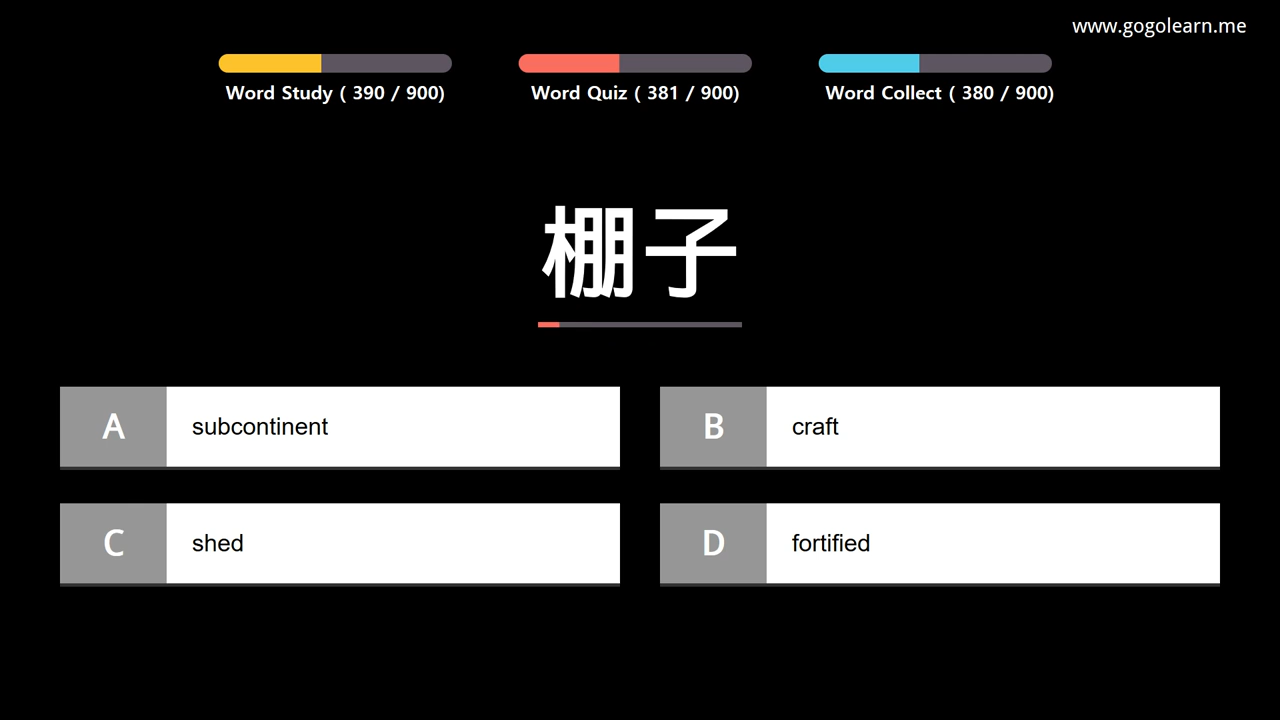 www.gogolearn.me
Word Study ( 390 / 900)
Word Quiz ( 381 / 900)
Word Collect ( 380 / 900)
棚子
A subcontinent
B craft
C shed
D fortified